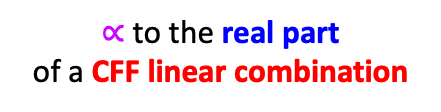 ∝ to the real part
of a CFF linear combination